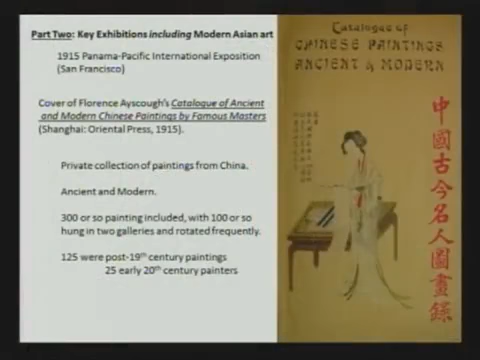 Part Two: Key Exhibitions including Modern Asian art
1915 Panama-Pacific International Exposition
(San Francisco)
Cover of Florence Ayscough's Catalogue of Ancient
and Modern Chinese Paintings by Famous Masters
(Shanghai: Oriental Press, 1915).
Private collection of paintings from China.
Ancient and Modern.
300 or so painting included, with 100 or so
hung in two galleries and rotated frequently.
125 were post-19th century paintings
25 early 20th century painters
Catalogue of
CHINESE PAINTINGS
ANCIENT & MODERN
中國古今名人圖畫錄